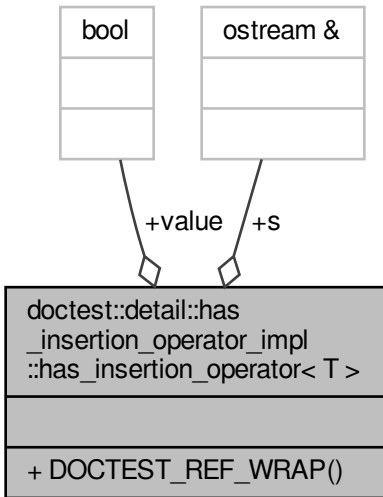 bool
ostream &
+value
+s
doctest::detail::has
_insertion_operator_impl
::has_insertion_operator< T >
+ DOCTEST_REF_WRAP()